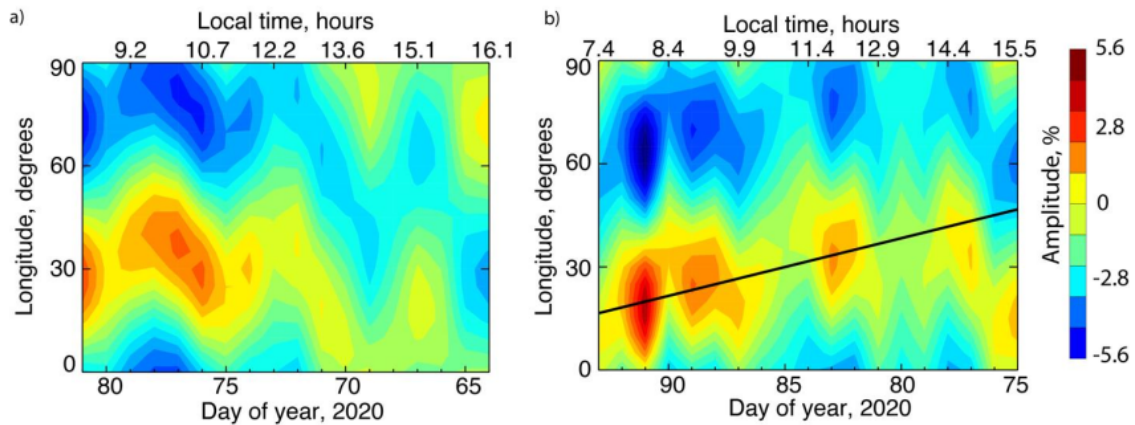 a)
Local time, hours
9.2 10.7 12.2 13.6 15.1 16.1
90
60
30
0
Longitude, degrees
80 75 70 65
Day of year, 2020
b)
Local time, hours
7.4 8.4 9.9 11.4 12.9 14.4 15.5
90
60
30
0
Longitude, degrees
90 85 80 75
Day of year, 2020
5.6
2.8
0
-2.8
-5.6
Amplitude, %